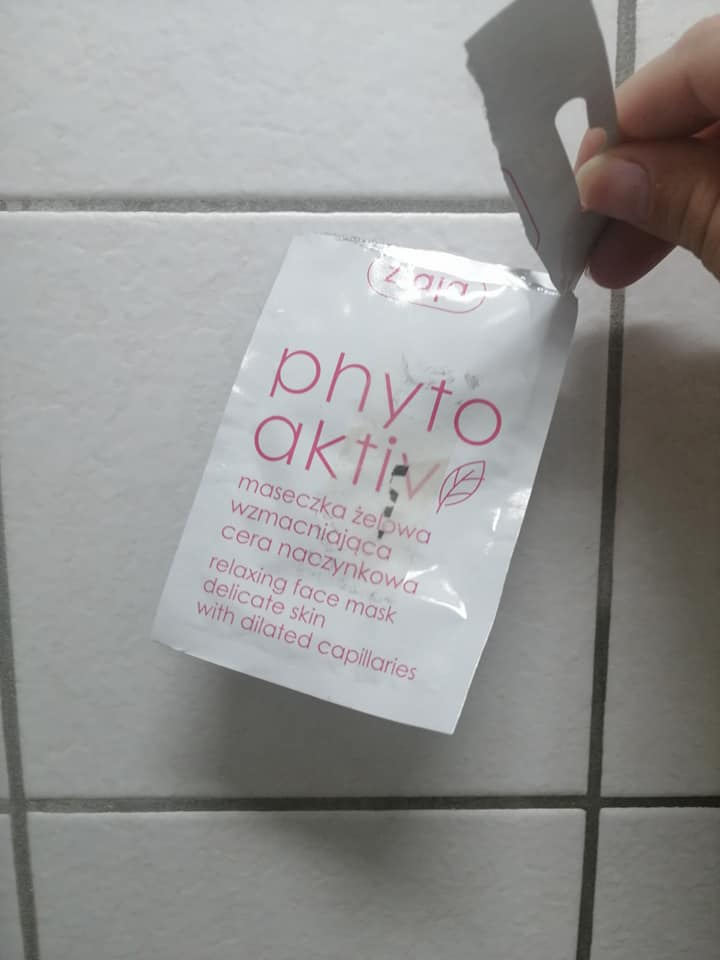 ziaja
phyto
aktiv
maseczka żelowa
wzmacniająca
cera naczynkowa
relaxing face mask
delicate skin
with dilated capillaries